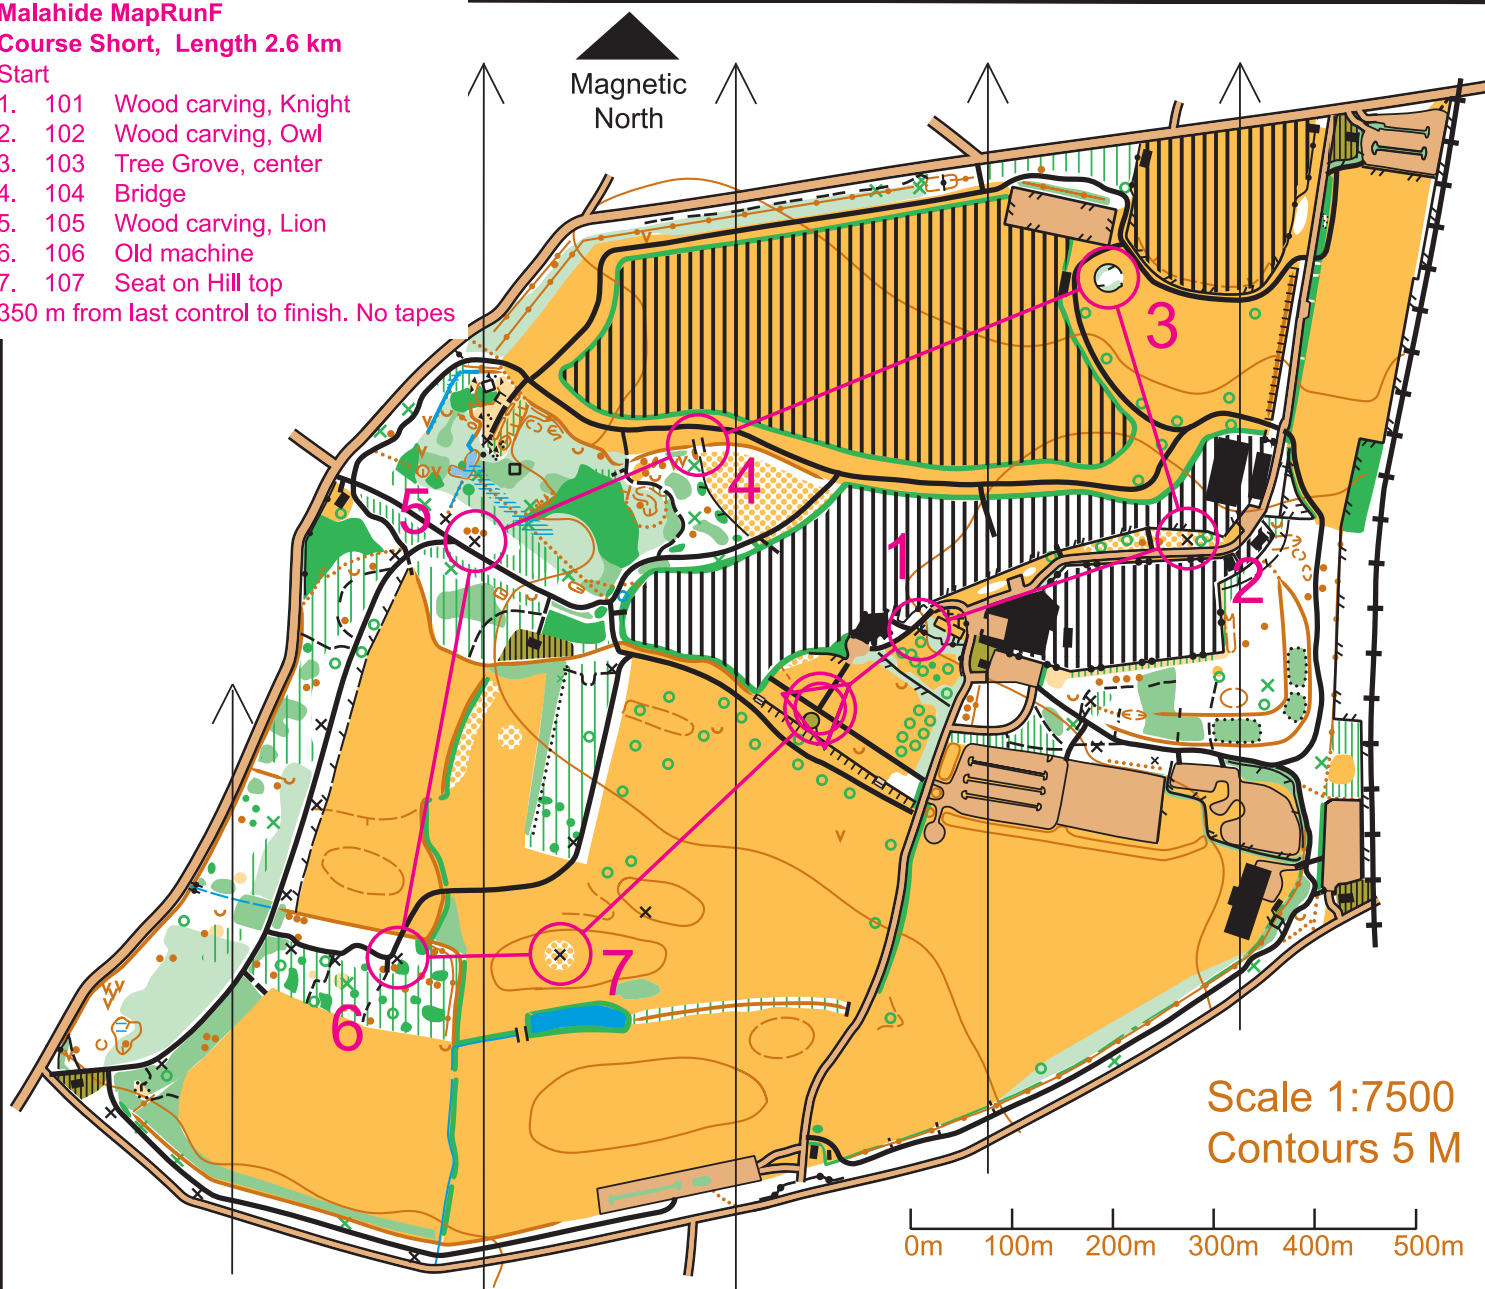 Malahide MapRunF
Course Short, Length 2.6 km
Start
1. 101 Wood carving, Knight
2. 102 Wood carving, Owl
3. 103 Tree Grove, center
4. 104 Bridge
5. 105 Wood carving, Lion
6. 106 Old machine
7. 107 Seat on Hill top
350 m from last control to finish. No tapes
Magnetic
North
3
4
5
1
2
7
6
Scale 1:7500
Contours 5 M
0m 100m 200m 300m 400m 500m